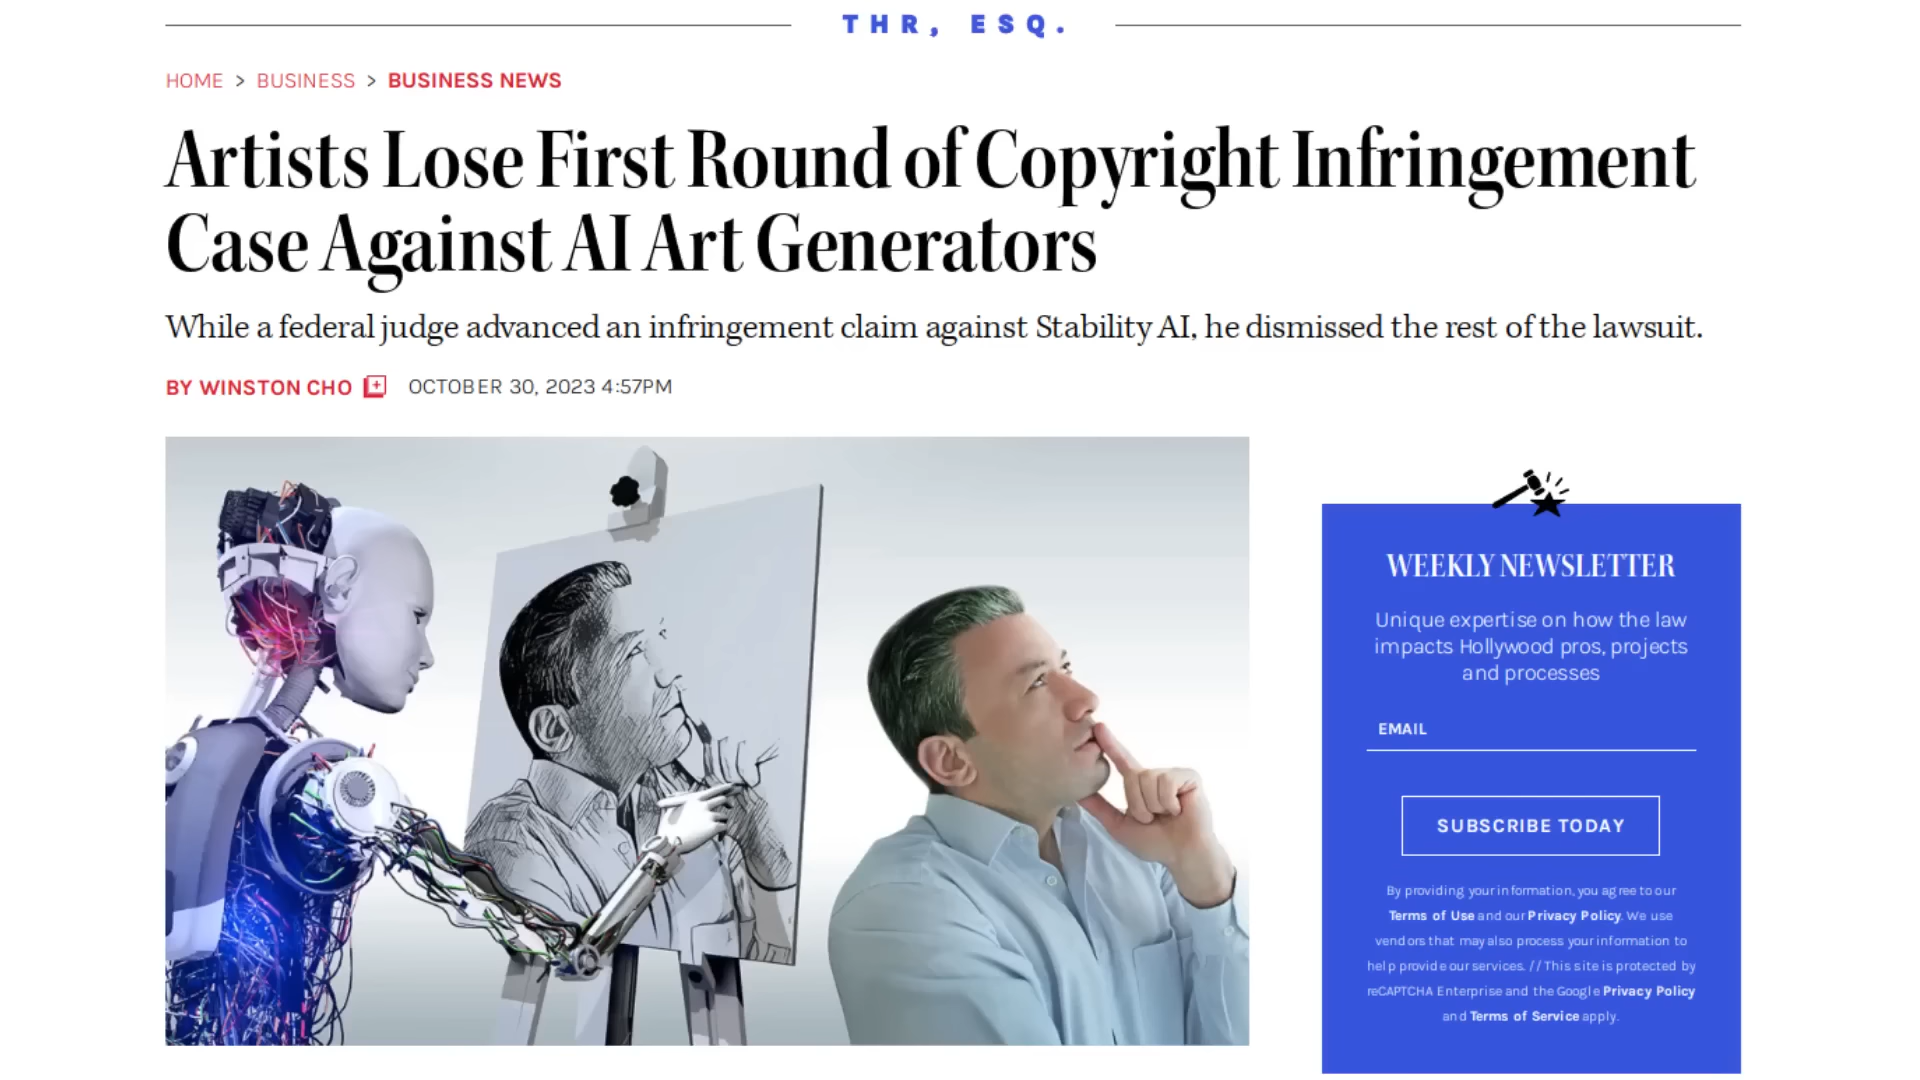 THR, ESQ.
HOME > BUSINESS > BUSINESS NEWS
Artists Lose First Round of Copyright Infringement
Case Against AI Art Generators
While a federal judge advanced an infringement claim against Stability AI, he dismissed the rest of the lawsuit.
BY WINSTON CHO OCTOBER 30, 2023 4:57PM
WEEKLY NEWSLETTER
Unique expertise on how the law
impacts Hollywood pros, projects
and processes
EMAIL
SUBSCRIBE TODAY
By providing your information, you agree to our
Terms of Use and our Privacy Policy. We use
vendors that may also process your information to
help provide our services. // This site is protected by
reCAPTCHA Enterprise and the Google Privacy Policy
and Terms of Service apply.